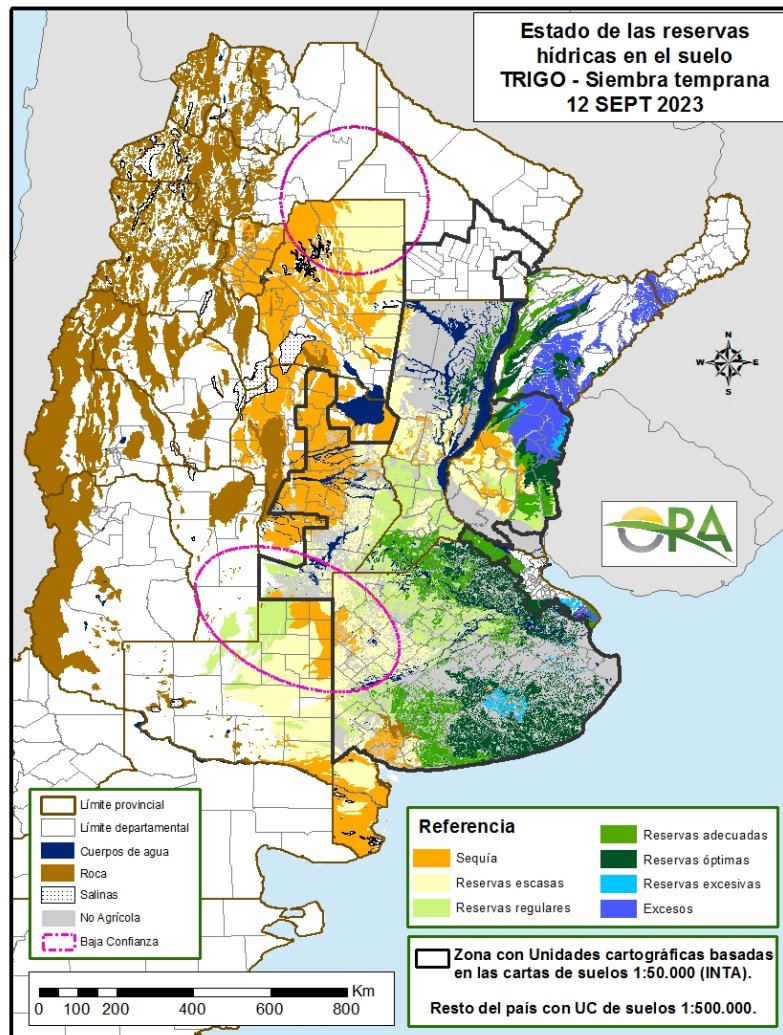 Estado de las reservas
hídricas en el suelo
TRIGO - Siembra temprana
12 SEPT 2023
N
W
E
S
ORA
Límite provincial
Límite departamental
Cuerpos de agua
Roca
Salinas
No Agrícola
Baja Confianza
Referencia
Sequía
Reservas escasas
Reservas regulares
Reservas adecuadas
Reservas óptimas
Reservas excesivas
Excesos
Km
0 100 200 400 600 800
Zona con Unidades cartográficas basadas
en las cartas de suelos 1:50.000 (INTA).
Resto del país con UC de suelos 1:500.000.